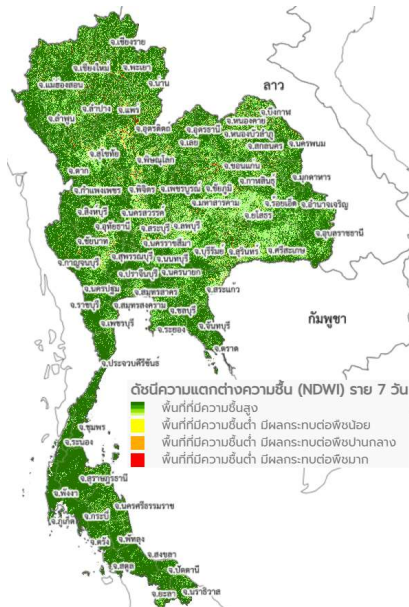 จ.เชียงราย
จ.เชียงใหม่
จ.พะเยา
จ.แม่ฮ่องสอน
จ.น่าน
จ.ลำปาง
จ.แพร่
จ.ลำพูน
จ.อุตรดิตถ์
จ.สุโขทัย
จ.ตาก
จ.พิษณุโลก
จ.กำแพงเพชร
จ.พิจิตร
จ.เพชรบูรณ์
ลาว
จ.บึงกาฬ
จ.หนองคาย
จ.อุดรธานี
จ.หนองบัวลำภู
จ.เลย
จ.สกลนคร
จ.นครพนม
จ.ขอนแก่น
จ.กาฬสินธุ์
จ.มุกดาหาร
จ.ชัยภูมิ
จ.มหาสารคาม
จ.ร้อยเอ็ด
จ.อำนาจเจริญ
จ.ยโสธร
จ.อุบลราชธานี
จ.สิงหบุรี
จ.นครสวรรค์
จ.อุทัยธานี
จ.สระบุรี
จ.ลพบุรี
จ.ชัยนาท
จ.นครราชสีมา
จ.บุรีรัมย์
จ.สุรินทร์
จ.ศรีสะเกษ
จ.สุพรรณบุรี
จ.นนทบุรี
จ.กาญจนบุรี
จ.ปราจีนบุรี
จ.นครนายก
จ.สระแก้ว
จ.นครปฐม
จ.สมุทรสาคร
จ.ราชบุรี
จ.สมุทรสงคราม
จ.ชลบุรี
จ.เพชรบุรี
จ.ระยอง
จ.จันทบุรี
จ.ตราด
กัมพูชา
จ.ประจวบคีรีขันธ์
ดัชนีความแตกต่างความชื้น (NDWI) ราย 7 วัน
พื้นที่ที่มีความชื้นสูง
พื้นที่ที่มีความชื้นต่ำ มีผลกระทบต่อพืชน้อย
พื้นที่ที่มีความชื้นต่ำ มีผลกระทบต่อพืชปานกลาง
พื้นที่ที่มีความชื้นต่ำ มีผลกระทบต่อพืชมาก
จ.ชุมพร
จ.ระนอง
จ.สุราษฎร์ธานี
จ.พังงา
จ.นครศรีธรรมราช
จ.ภูเก็ต
จ.กระบี่
จ.ตรัง
จ.พัทลุง
จ.สงขลา
จ.สตูล
จ.ปัตตานี
จ.ยะลา
จ.นราธิวาส